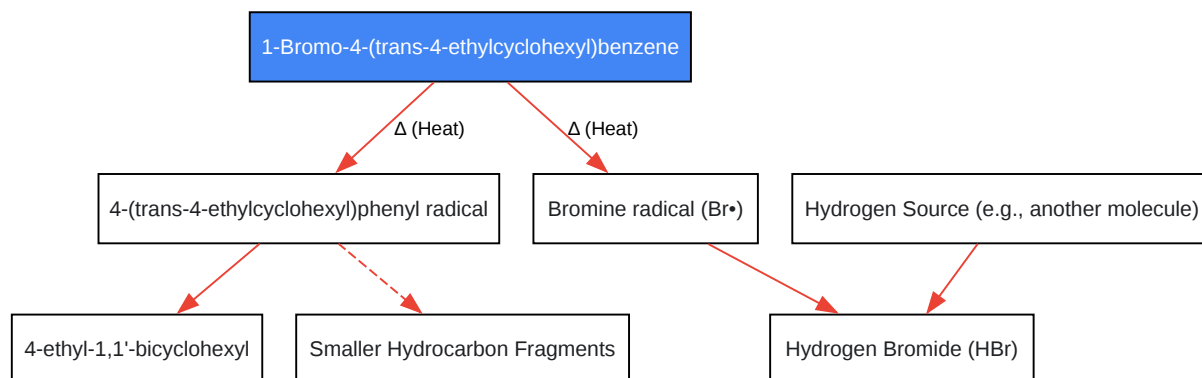 1-Bromo-4-(trans-4-ethylcyclohexyl)benzene
Δ (Heat)
Δ (Heat)
4-(trans-4-ethylcyclohexyl)phenyl radical
Bromine radical (Br•)
Hydrogen Source (e.g., another molecule)
4-ethyl-1,1'-bicyclohexyl
Smaller Hydrocarbon Fragments
Hydrogen Bromide (HBr)